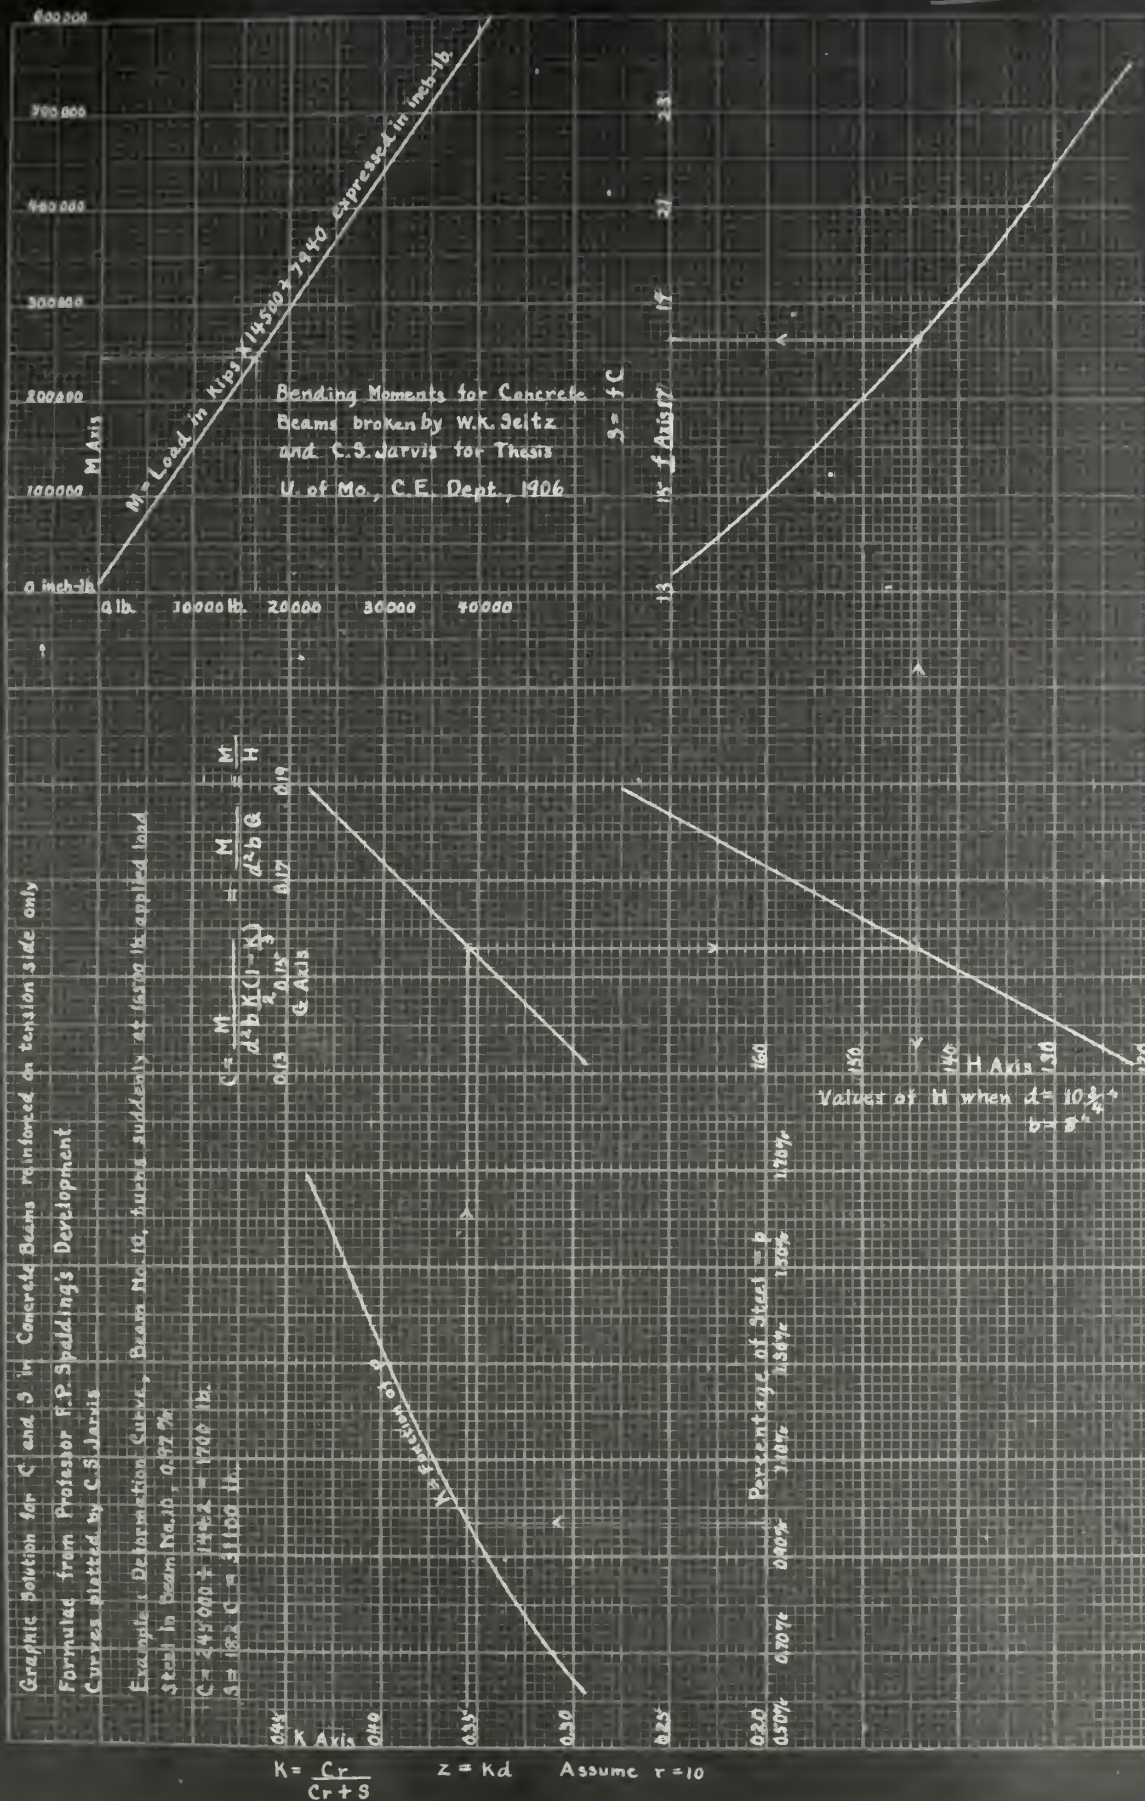 600000
500000
400000
300000
200000
100000
0 inch-lb.
M Axis
M = Load in Kips × 14500 + 7940 expressed in inch-lb.
0 lb. 10000 lb. 20000 30000 40000
Bending Moments for Concrete
Beams broken by W.K. Seitz
and C.S. Jarvis for Thesis
U. of Mo., C.E. Dept., 1906
S = fC
13 15 f Axis 17 19 21 23
Graphic Solution for C and S in Concrete Beams reinforced on tension side only
Formulae from Professor F.P. Spalding's Development
Curves plotted by C.S. Jarvis
Example: Deformation Curve, Beam No. 10, turns suddenly at 16500 lb. applied load
Steel in Beam No. 10, 0.97 %
C = 245000 ÷ 144.2 = 1700 lb.
S = 18.2 C = 31100 lb.
C = M / d²b K/2 (1 - K/3) = M / d²bG = M / H
0.13 0.15 0.17 0.19
G Axis
160 150 140 130 120
H Axis
Values of H when d = 10 3/4"
b = 8"
K = Function of p
Percentage of Steel = p
0.50% 0.70% 0.90% 1.10% 1.30% 1.50% 1.70%
0.45 0.40 0.35 0.30 0.25 0.20
K Axis
K = Cr / Cr + S z = Kd Assume r = 10